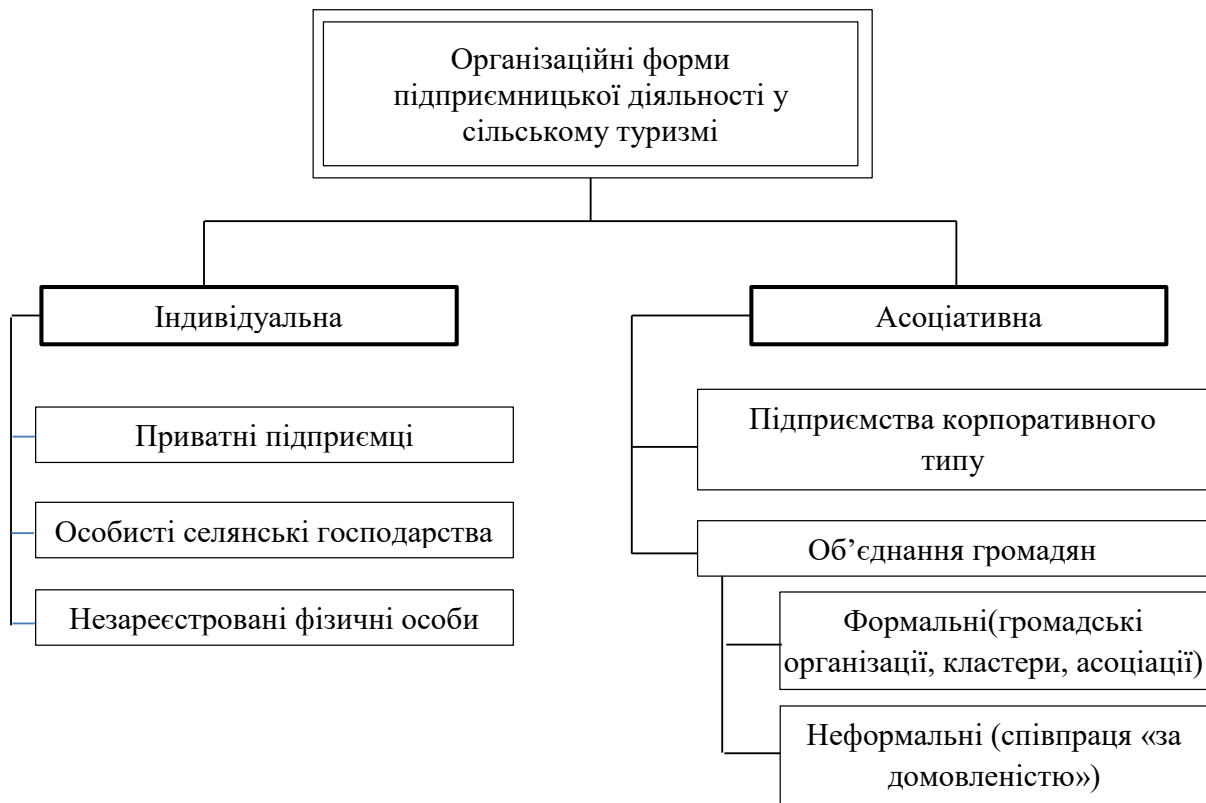 Організаційні форми
підприємницької діяльності у
сільському туризмі
Індивідуальна
Приватні підприємці
Особисті селянські господарства
Незареєстровані фізичні особи
Асоціативна
Підприємства корпоративного
типу
Об’єднання громадян
Формальні(громадські
організації, кластери, асоціації)
Неформальні (співпраця «за
домовленістю»)